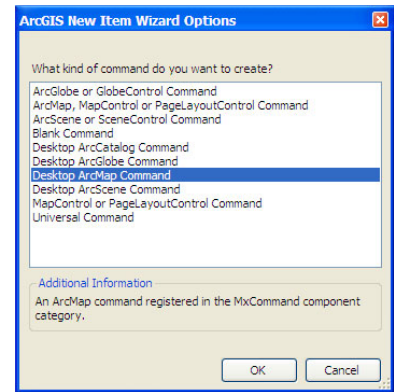 ArcGIS New Item Wizard Options
What kind of command do you want to create?
ArcGlobe or GlobeControl Command
ArcMap, MapControl or PageLayoutControl Command
ArcScene or SceneControl Command
Blank Command
Desktop ArcCatalog Command
Desktop ArcGlobe Command
Desktop ArcMap Command
Desktop ArcScene Command
MapControl or PageLayoutControl Command
Universal Command
Additional Information
An ArcMap command registered in the MxCommand component
category.
OK Cancel